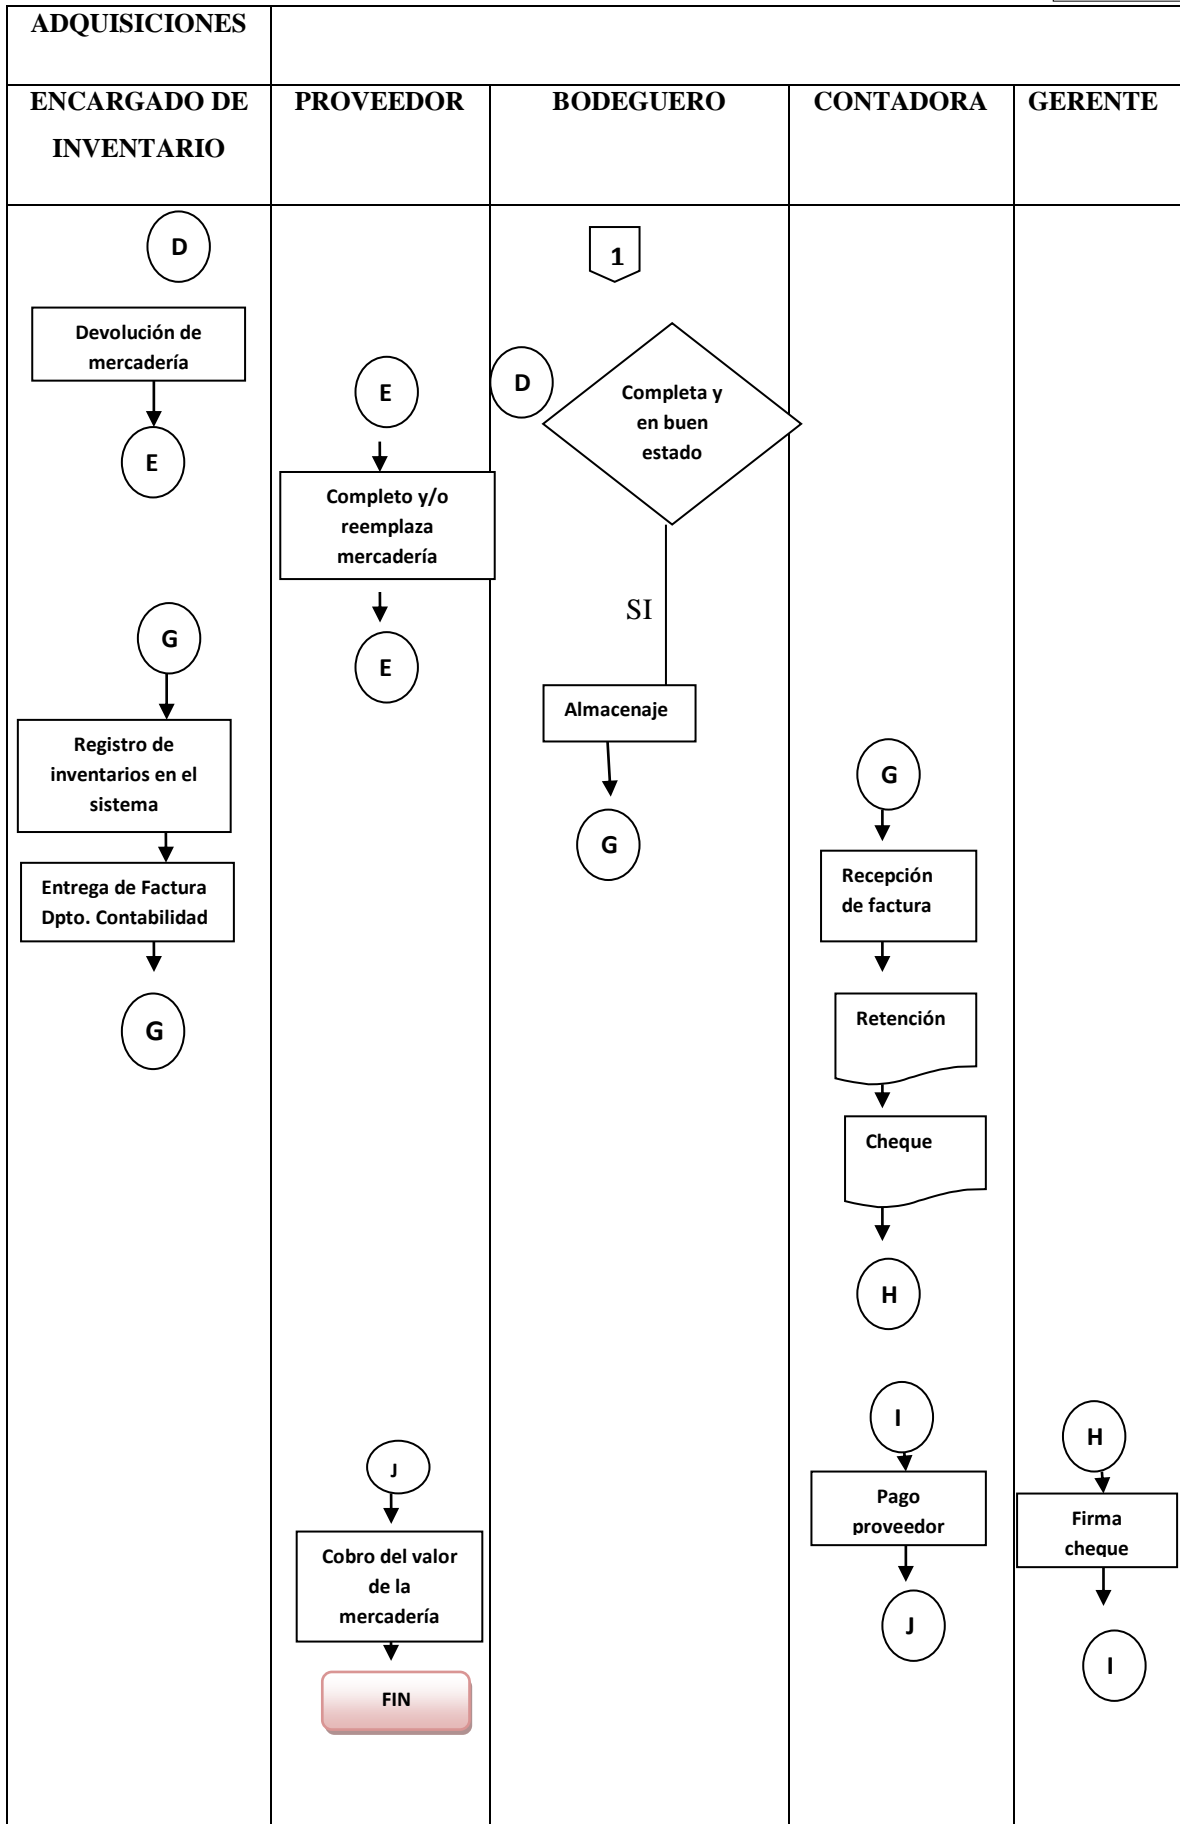 ADQUISICIONES
ENCARGADO DE
INVENTARIO
PROVEEDOR
BODEGUERO
CONTADORA
GERENTE
D
Devolución de
mercadería
E
G
Registro de
inventarios en el
sistema
Entrega de Factura
Dpto. Contabilidad
G
E
Completo y/o
reemplaza
mercadería
E
J
Cobro del valor
de la
mercadería
FIN
1
D
Completa y
en buen
estado
SI
Almacenaje
G
G
Recepción
de factura
Retención
Cheque
H
I
Pago
proveedor
J
H
Firma
cheque
I